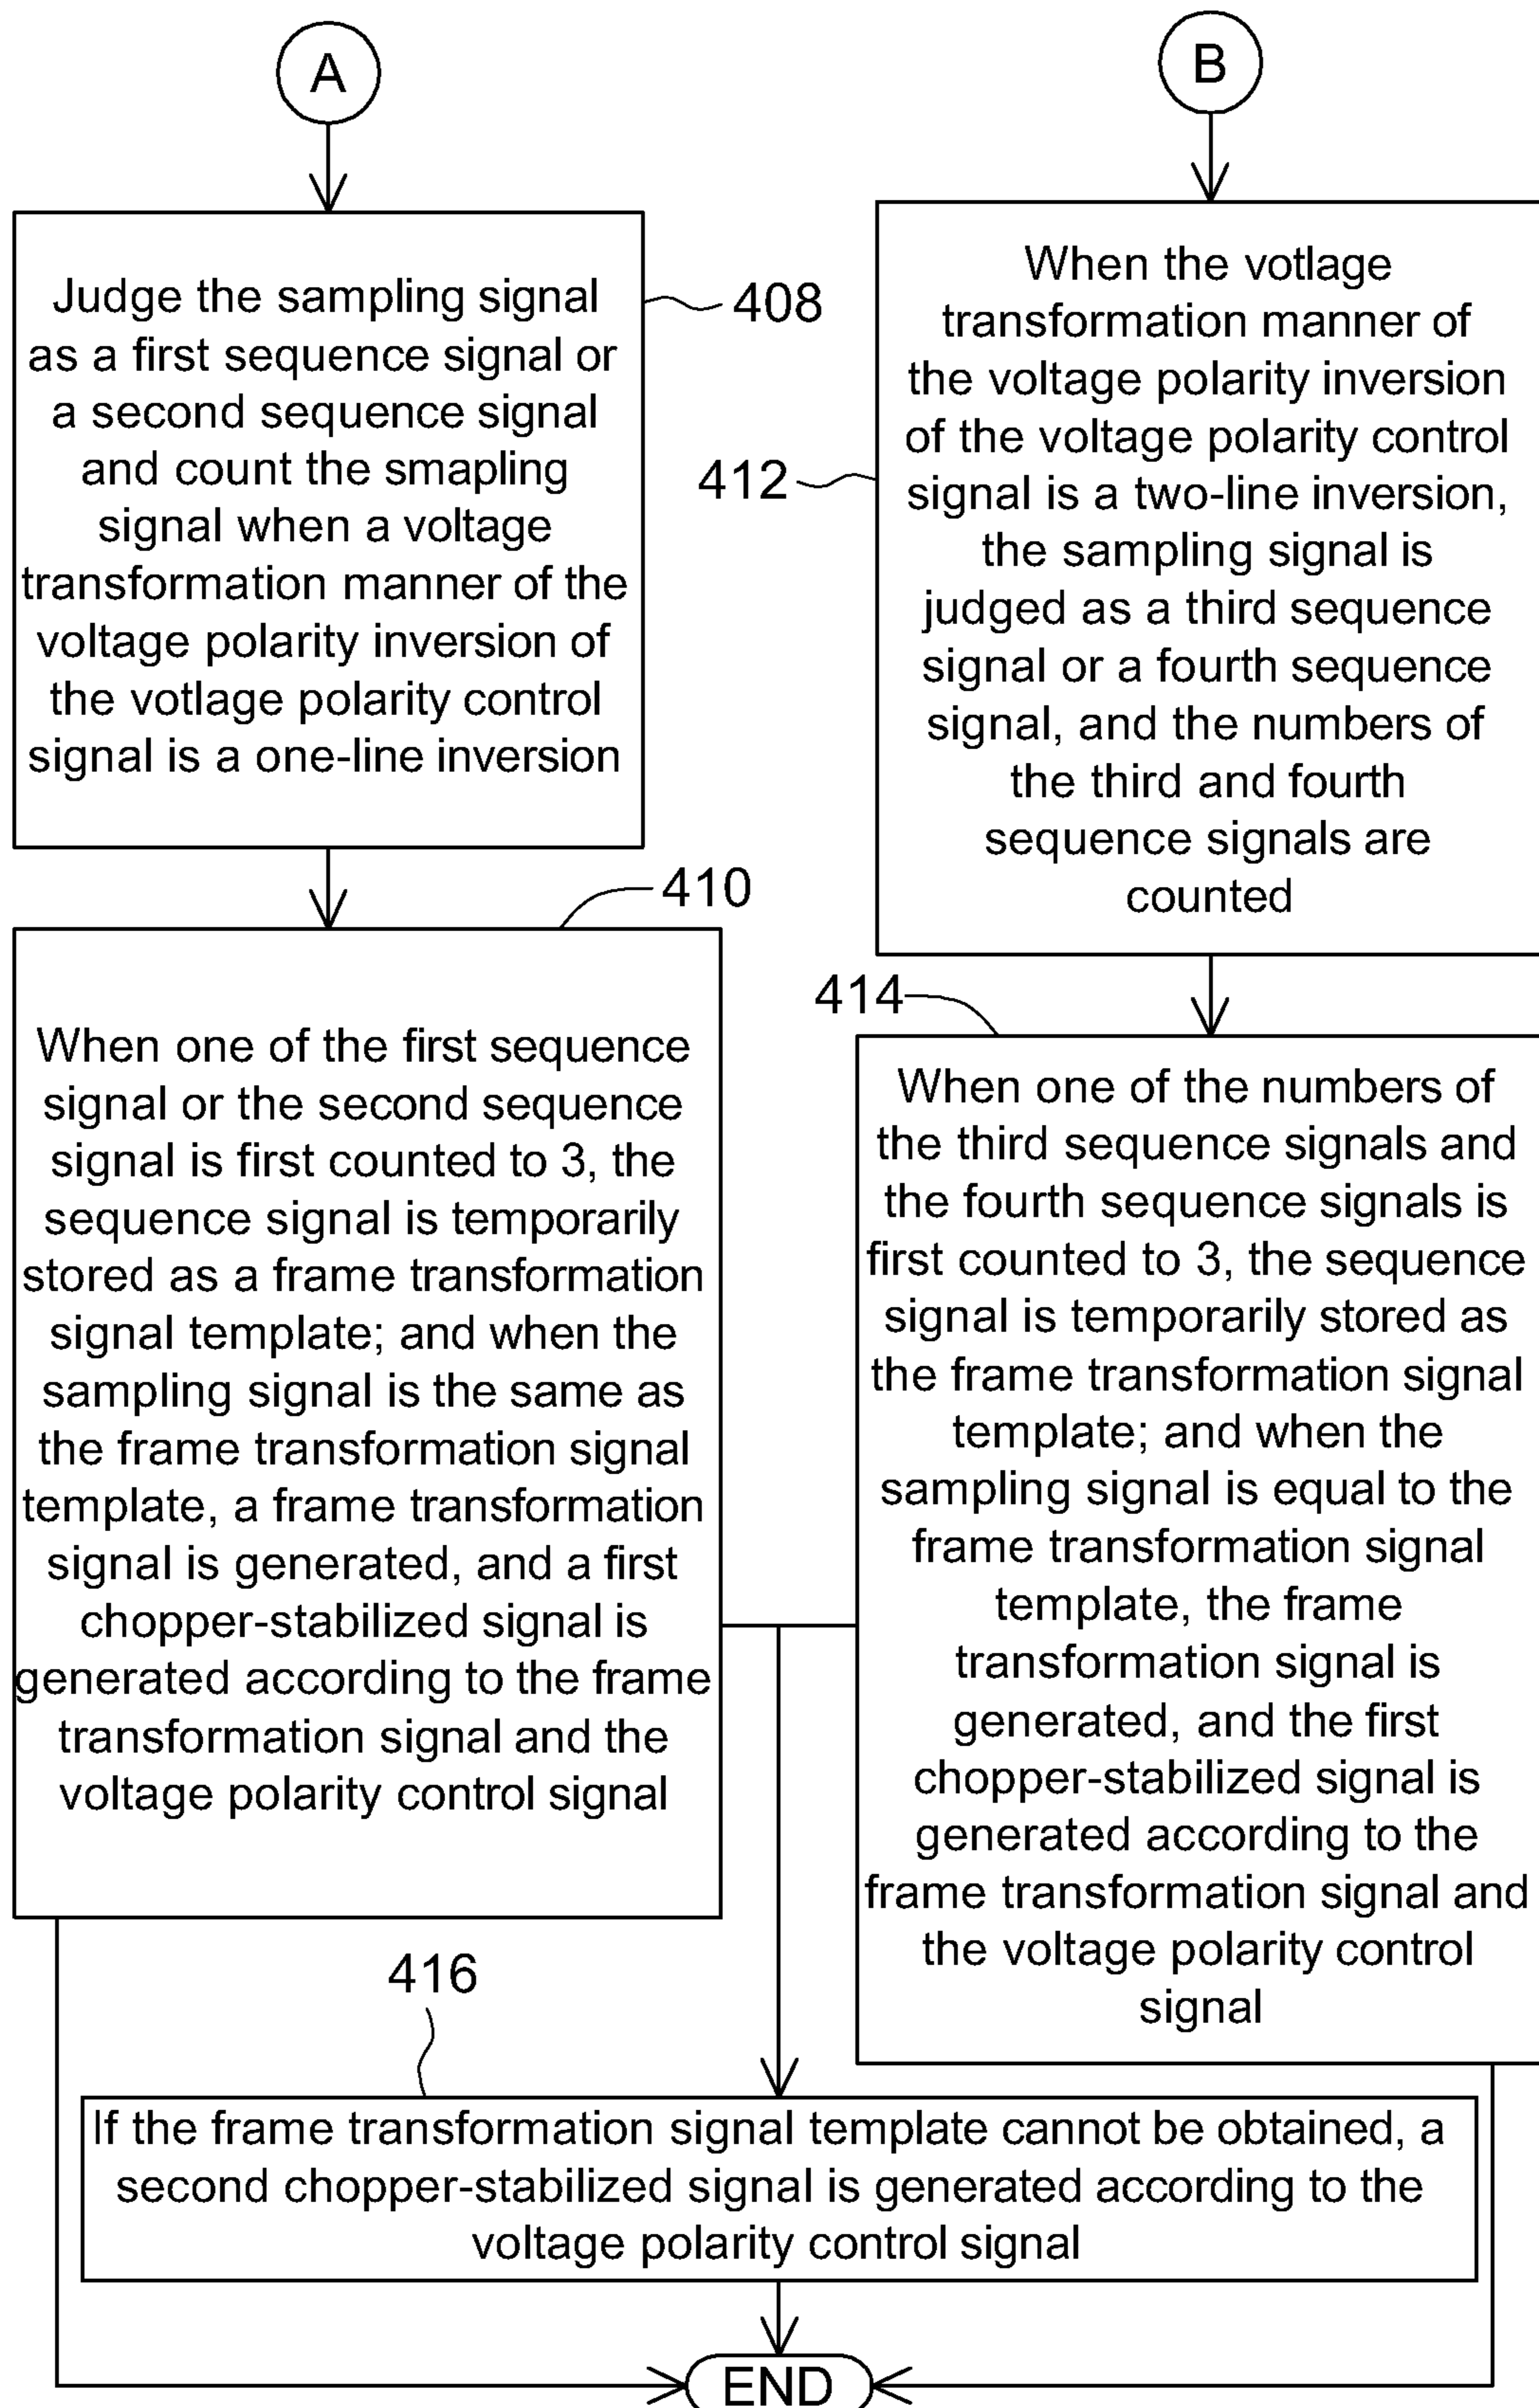 A
Judge the sampling signal
as a first sequence signal or
a second sequence signal
and count the smapling
signal when a voltage
transformation manner of the
voltage polarity inversion of
the votlage polarity control
signal is a one-line inversion
408
410
When one of the first sequence
signal or the second sequence
signal is first counted to 3, the
sequence signal is temporarily
stored as a frame transformation
signal template; and when the
sampling signal is the same as
the frame transformation signal
template, a frame transformation
signal is generated, and a first
chopper-stabilized signal is
generated according to the frame
transformation signal and the
voltage polarity control signal
B
When the votlage
transformation manner of
the voltage polarity inversion
of the voltage polarity control
signal is a two-line inversion,
the sampling signal is
judged as a third sequence
signal or a fourth sequence
signal, and the numbers of
the third and fourth
sequence signals are
counted
412
414
When one of the numbers of
the third sequence signals and
the fourth sequence signals is
first counted to 3, the sequence
signal is temporarily stored as
the frame transformation signal
template; and when the
sampling signal is equal to the
frame transformation signal
template, the frame
transformation signal is
generated, and the first
chopper-stabilized signal is
generated according to the
frame transformation signal and
the voltage polarity control
signal
416
If the frame transformation signal template cannot be obtained, a
second chopper-stabilized signal is generated according to the
voltage polarity control signal
END